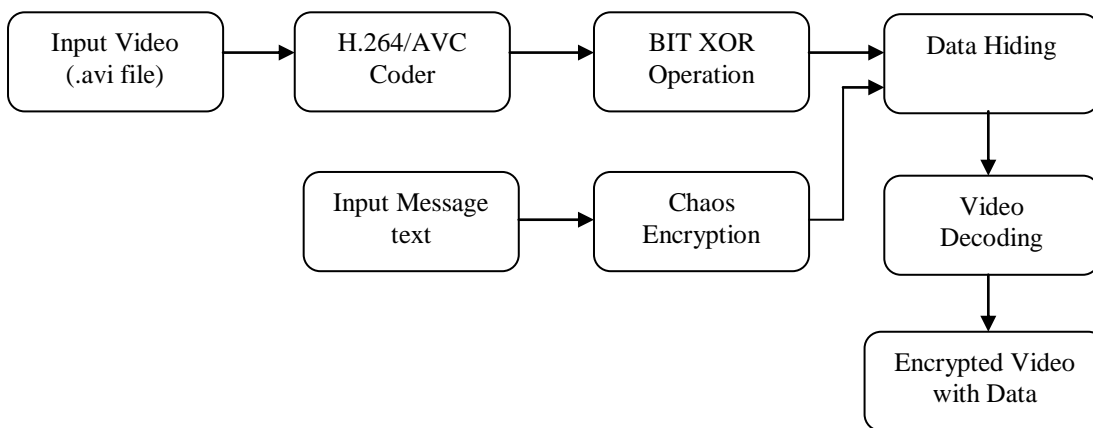 Input Video
(.avi file)
H.264/AVC
Coder
BIT XOR
Operation
Data Hiding
Input Message
text
Chaos
Encryption
Video
Decoding
Encrypted Video
with Data